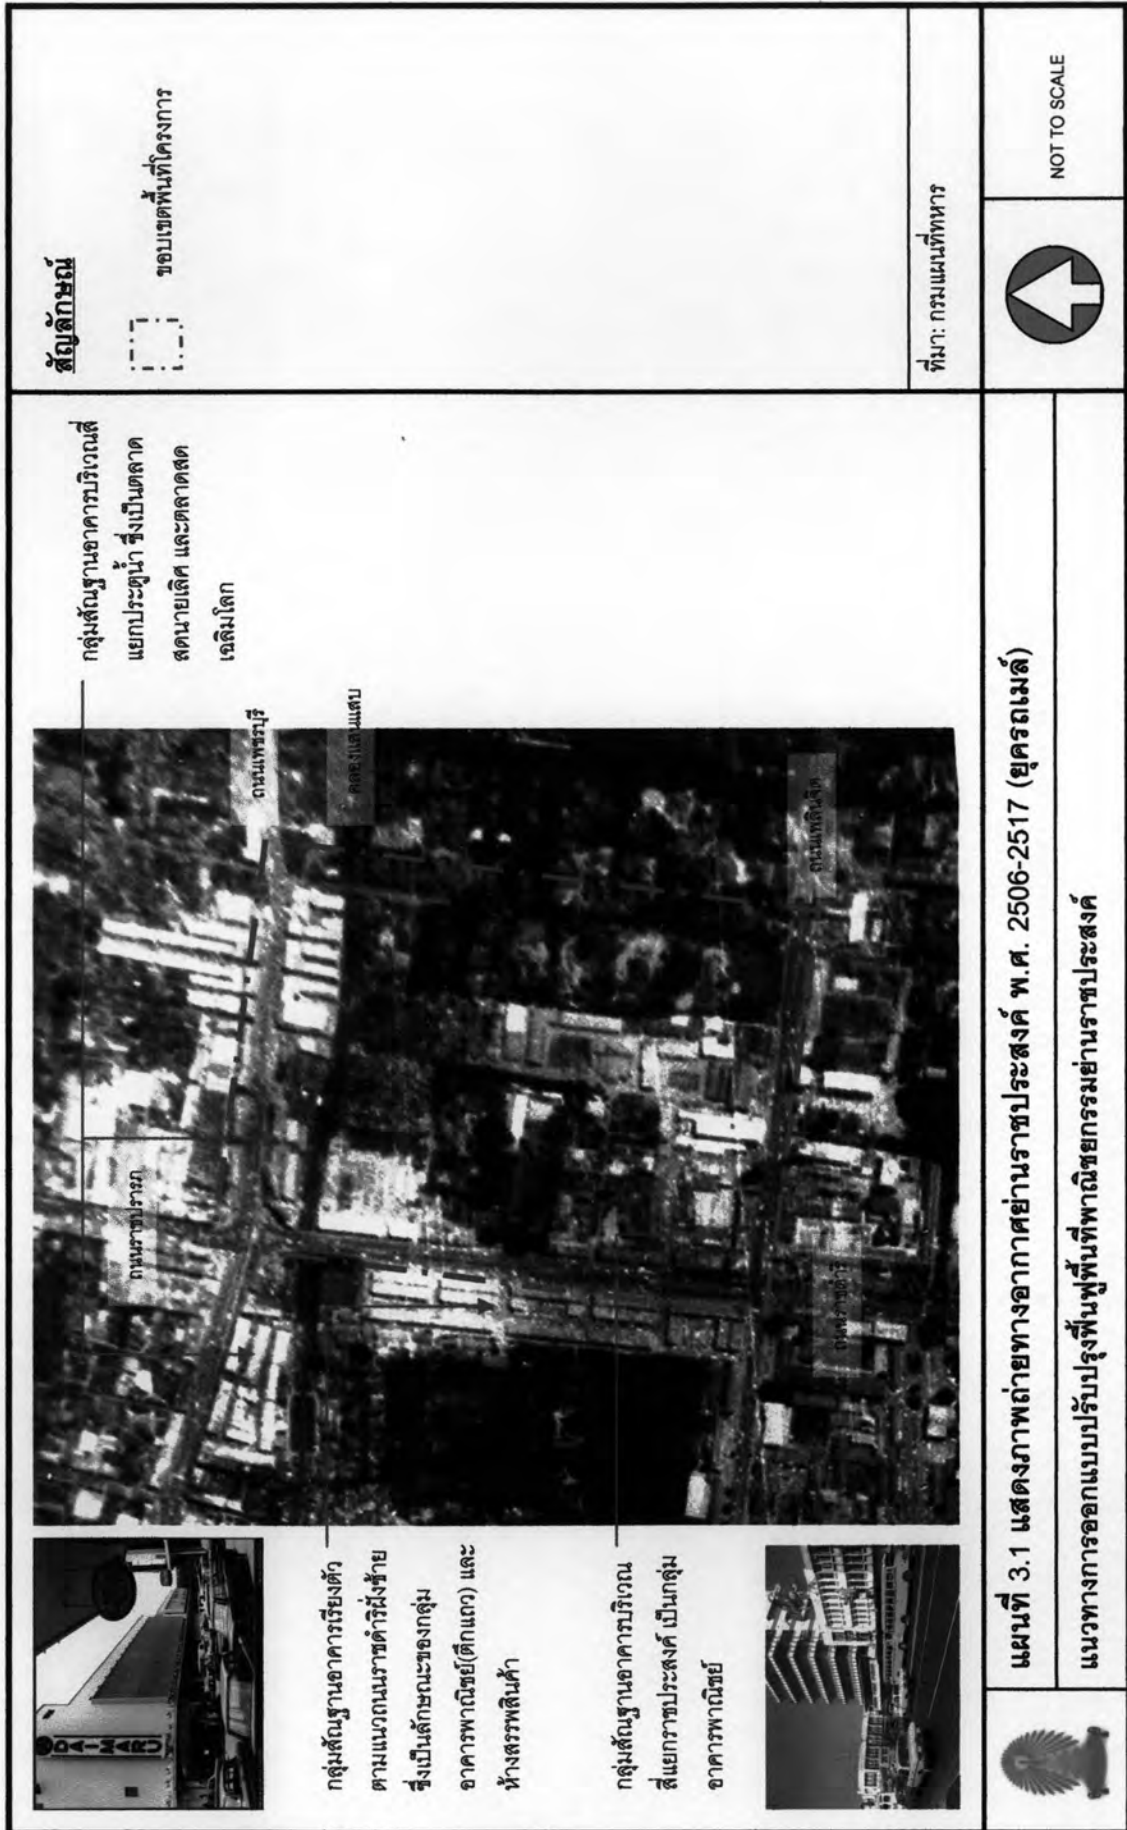 DAIMARU
กลุ่มสัณฐานอาคารเรียงตัว
ตามแนวถนนราชดำริฝั่งซ้าย
ซึ่งเป็นลักษณะของกลุ่ม
อาคารพาณิชย์(ตึกแถว) และ
ห้างสรรพสินค้า
กลุ่มสัณฐานอาคารบริเวณ
สี่แยกราชประสงค์ เป็นกลุ่ม
อาคารพาณิชย์
ถนนราชปรารภ
ถนนเพชรบุรี
คลองแสนแสบ
ถนนเพลินจิต
ถนนราชดำริ
กลุ่มสัณฐานอาคารบริเวณสี่
แยกประตูน้ำ ซึ่งเป็นตลาด
สดนายเลิศ และตลาดสด
เฉลิมโลก
สัญลักษณ์
ขอบเขตพื้นที่โครงการ
ที่มา: กรมแผนที่ทหาร
แผนที่ 3.1 แสดงภาพถ่ายทางอากาศย่านราชประสงค์ พ.ศ. 2506-2517 (ยุครถเมล์)
แนวทางการออกแบบปรับปรุงฟื้นฟูพื้นที่พาณิชยกรรมย่านราชประสงค์
NOT TO SCALE